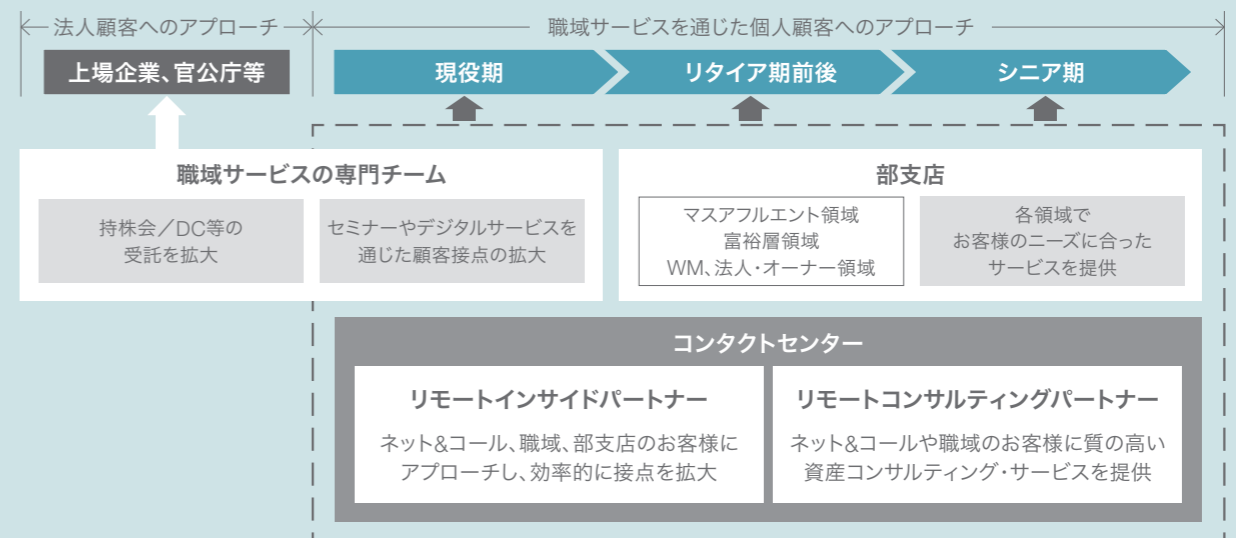 法人顧客へのアプローチ
職域サービスを通じた個人顧客へのアプローチ
上場企業、官公庁等
現役期
リタイア期前後
シニア期
職域サービスの専門チーム
持株会／DC等の
受託を拡大
セミナーやデジタルサービスを
通じた顧客接点の拡大
部支店
マスアフルエント領域
富裕層領域
WM、法人・オーナー領域
各領域で
お客様のニーズに合った
サービスを提供
コンタクトセンター
リモートインサイドパートナー
ネット&コール、職域、部支店のお客様に
アプローチし、効率的に接点を拡大
リモートコンサルティングパートナー
ネット&コールや職域のお客様に質の高い
資産コンサルティング・サービスを提供